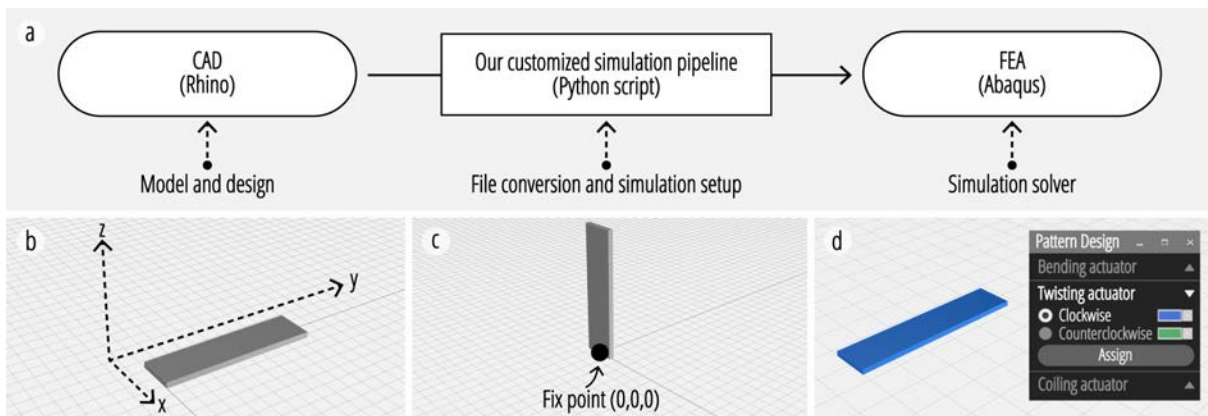 a
CAD
(Rhino)
Our customized simulation pipeline
(Python script)
FEA
(Abaqus)
Model and design
File conversion and simulation setup
Simulation solver
b
z
y
x
c
Fix point (0,0,0)
d
Pattern Design
Bending actuator
Twisting actuator
Clockwise
Counterclockwise
Assign
Coiling actuator